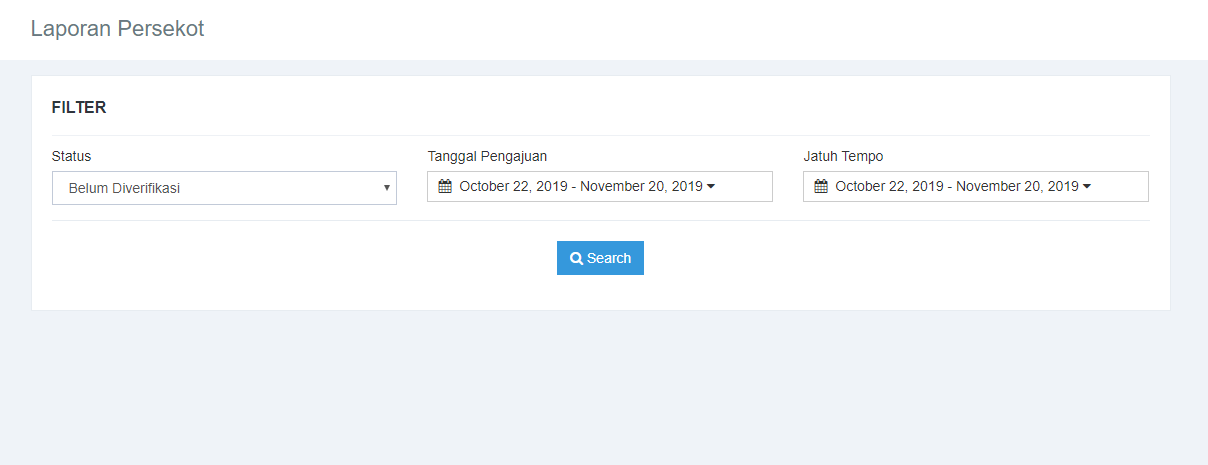 Laporan Persekot
FILTER
Status
Tanggal Pengajuan
Jatuh Tempo
Belum Diverifikasi
October 22, 2019 - November 20, 2019
October 22, 2019 - November 20, 2019
Search